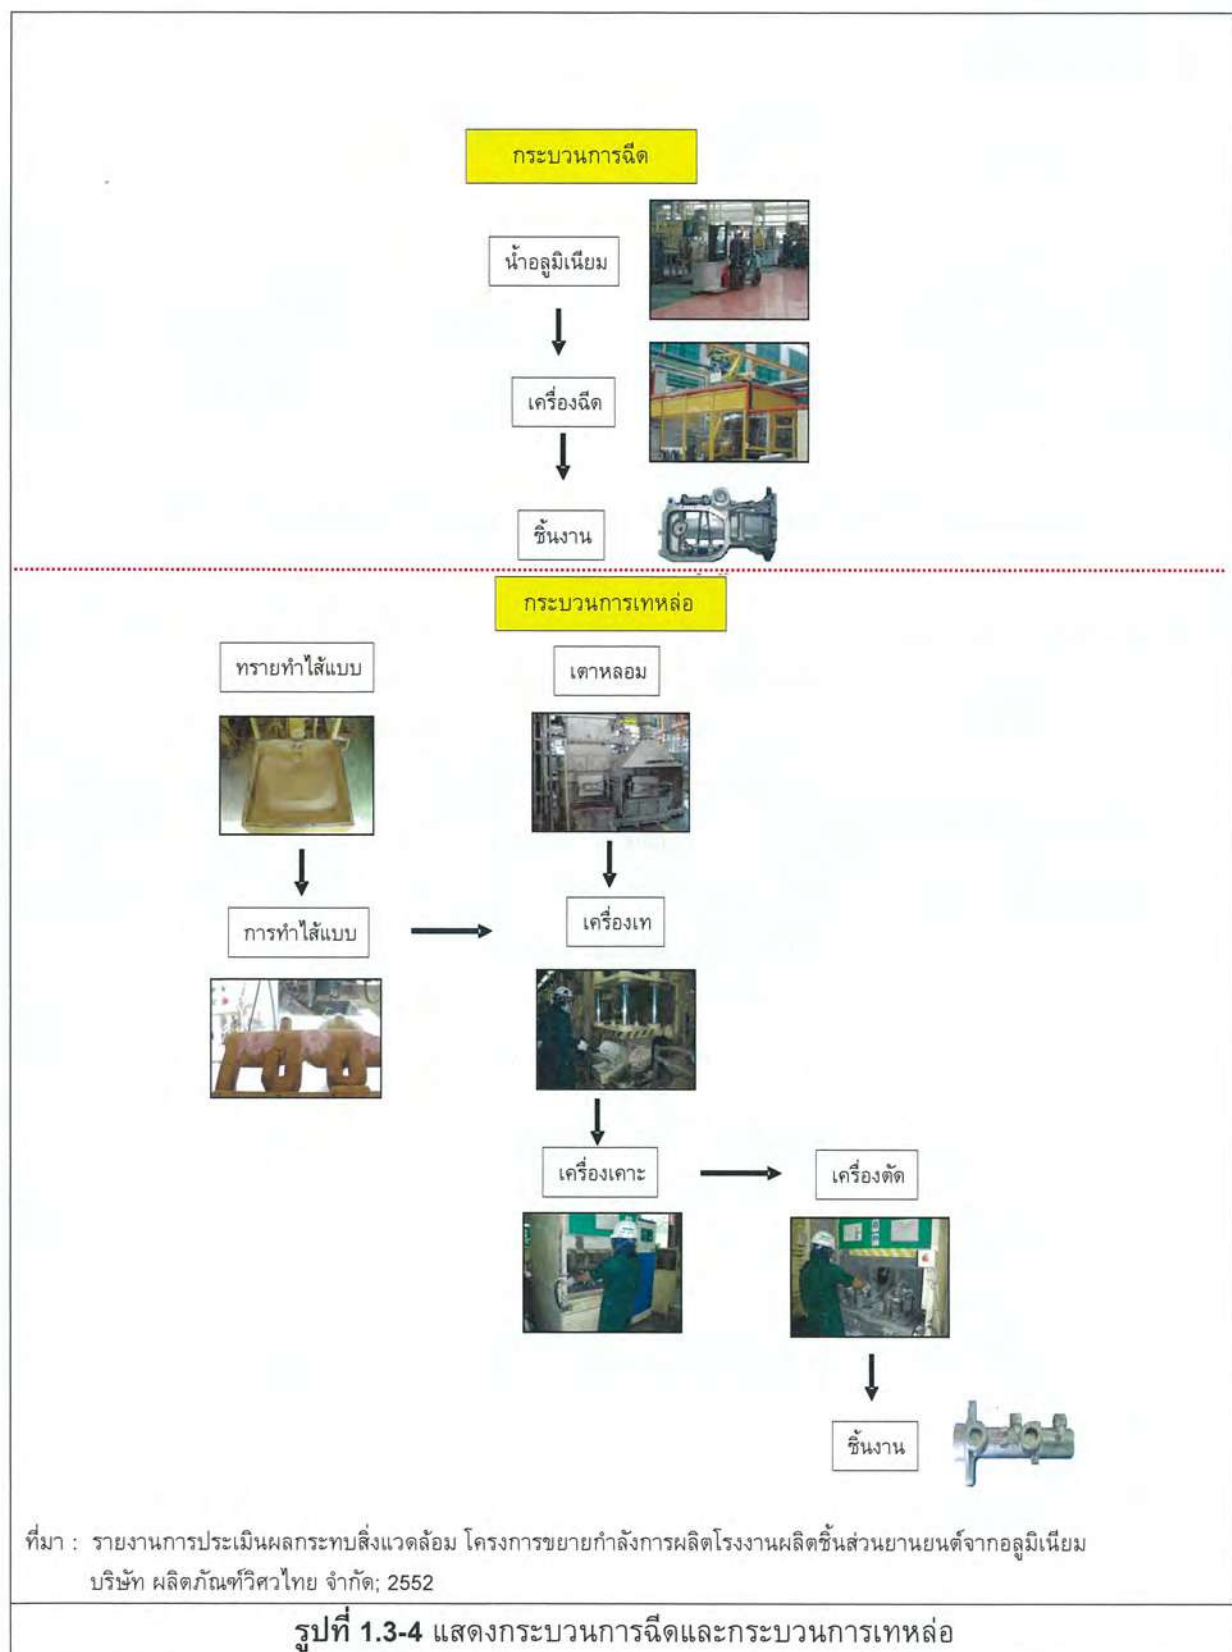 กระบวนการฉีด
น้ำอลูมิเนียม
เครื่องฉีด
ชิ้นงาน
กระบวนการเทหล่อ
ทรายทำไส้แบบ
เตาหลอม
การทำไส้แบบ
เครื่องเท
เครื่องเคาะ
เครื่องตัด
ชิ้นงาน
ที่มา : รายงานการประเมินผลกระทบสิ่งแวดล้อม โครงการขยายกำลังการผลิตโรงงานผลิตชิ้นส่วนยานยนต์จากอลูมิเนียม
บริษัท ผลิตภัณฑ์วิศวไทย จำกัด; 2552
รูปที่ 1.3-4 แสดงกระบวนการฉีดและกระบวนการเทหล่อ